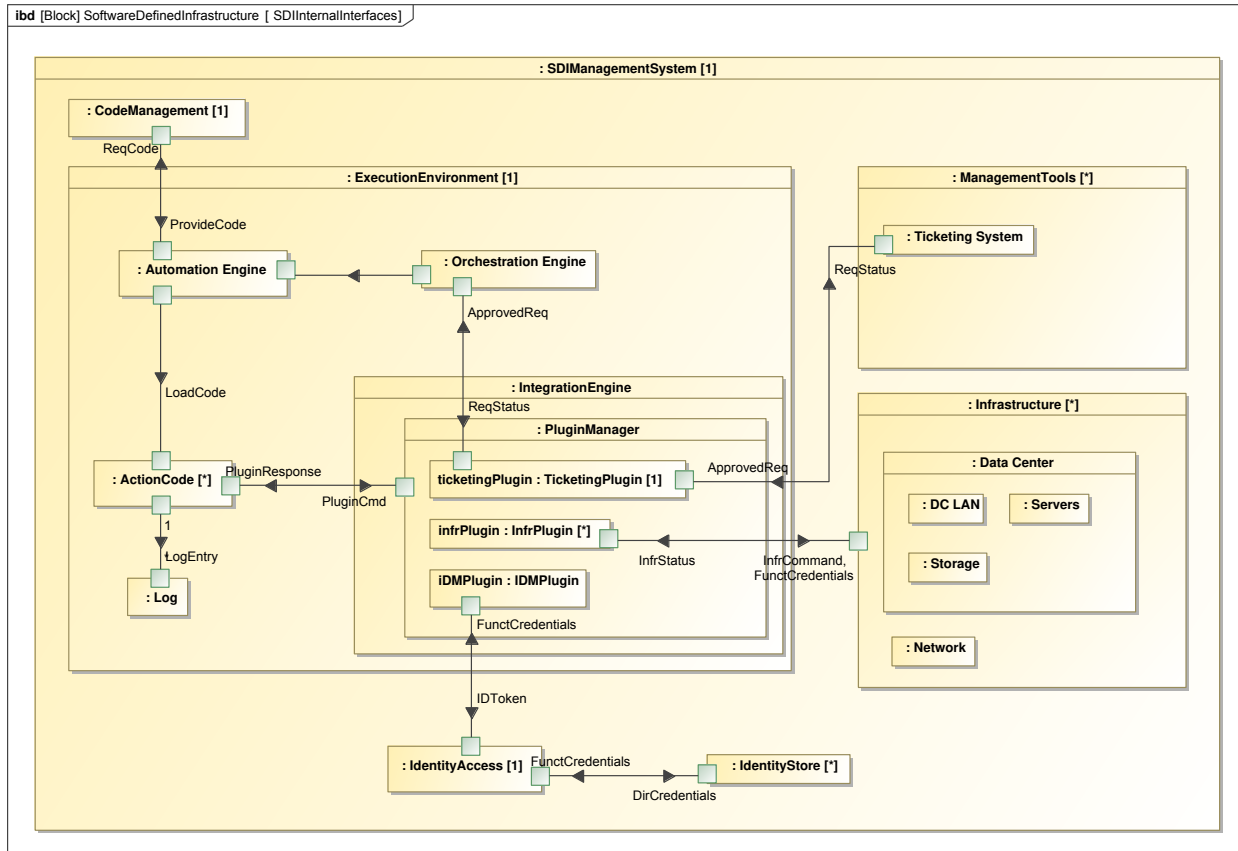 ibd [Block] SoftwareDefinedInfrastructure [ SDIInternalInterfaces]
: SDIManagementSystem [1]
: CodeManagement [1]
ReqCode
: ExecutionEnvironment [1]
: ManagementTools [*]
ProvideCode
: Ticketing System
: Automation Engine
: Orchestration Engine
ReqStatus
ApprovedReq
: IntegrationEngine
LoadCode
ReqStatus
: Infrastructure [*]
: PluginManager
: Data Center
PluginResponse
ApprovedReq
: ActionCode [*]
ticketingPlugin : TicketingPlugin [1]
PluginCmd
: DC LAN
: Servers
1
infrPlugin : InfrPlugin [*]
LogEntry
InfrStatus
InfrCommand,
FunctCredentials
: Storage
iDMPlugin : IDMPlugin
: Log
FunctCredentials
: Network
IDToken
: IdentityAccess [1]
FunctCredentials
: IdentityStore [*]
DirCredentials